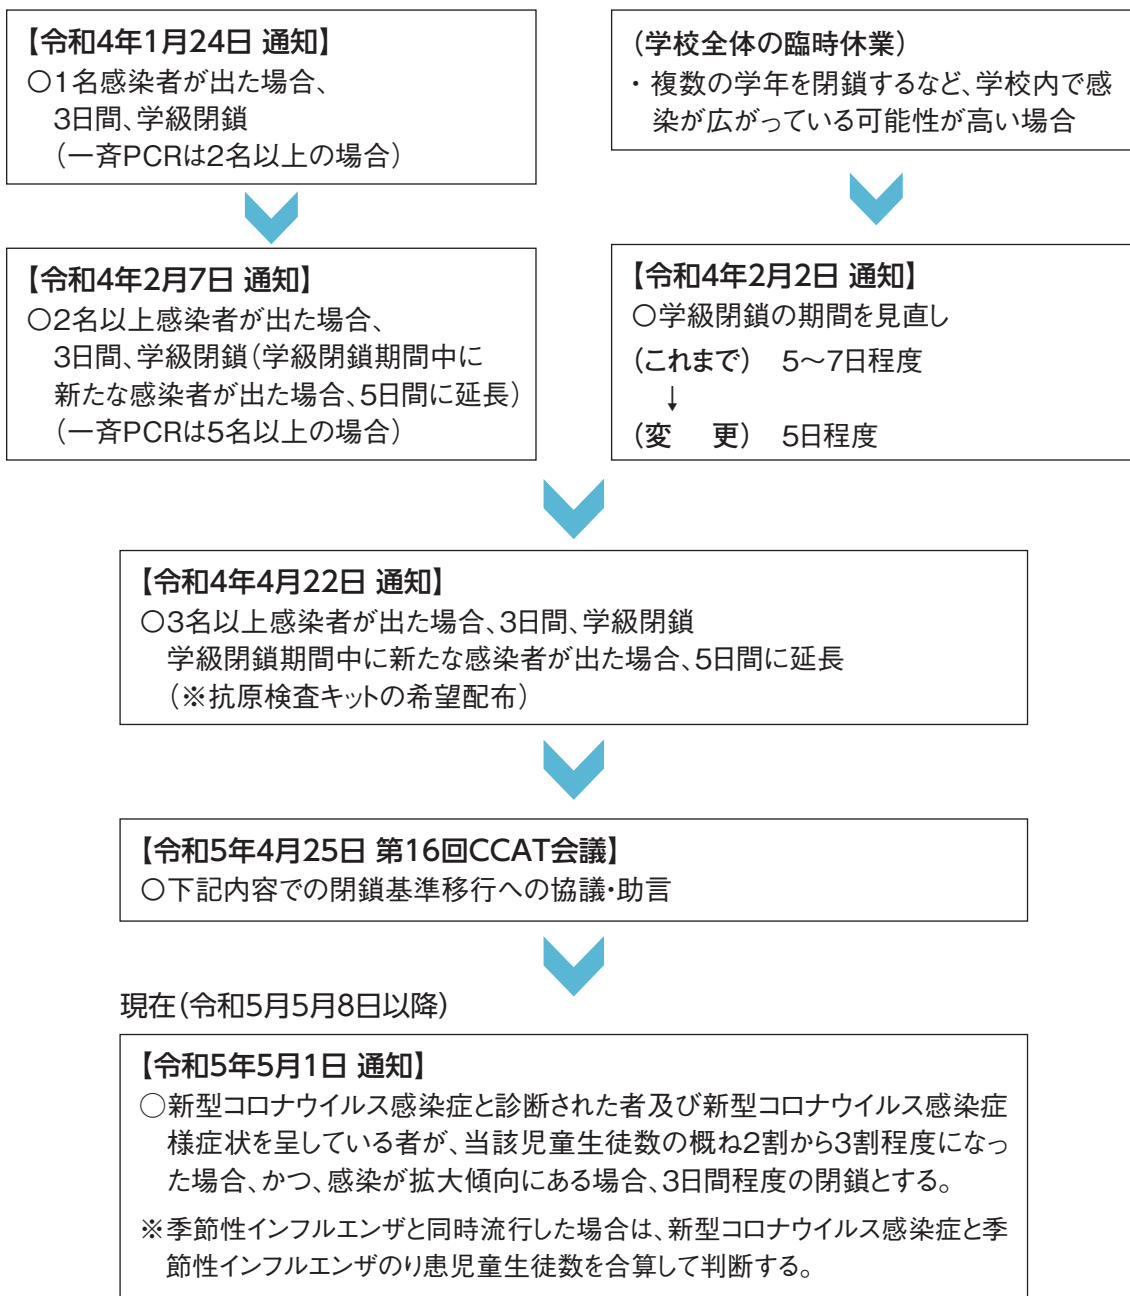 【令和4年1月24日 通知】
〇1名感染者が出た場合、
3日間、学級閉鎖
（一斉PCRは2名以上の場合）
（学校全体の臨時休業）
・複数の学年を閉鎖するなど、学校内で感
染が広がっている可能性が高い場合
【令和4年2月7日 通知】
〇2名以上感染者が出た場合、
3日間、学級閉鎖（学級閉鎖期間中に
新たな感染者が出た場合、5日間に延長）
（一斉PCRは5名以上の場合）
【令和4年2月2日 通知】
〇学級閉鎖の期間を見直し
（これまで） 5～7日程度
↓
（変　更） 5日程度
【令和4年4月22日 通知】
〇3名以上感染者が出た場合、3日間、学級閉鎖
学級閉鎖期間中に新たな感染者が出た場合、5日間に延長
（※抗原検査キットの希望配布）
【令和5年4月25日 第16回CCAT会議】
〇下記内容での閉鎖基準移行への協議・助言
現在（令和5月5月8日以降）
【令和5年5月1日 通知】
◯新型コロナウイルス感染症と診断された者及び新型コロナウイルス感染症
様症状を呈している者が、当該児童生徒数の概ね2割から3割程度になっ
た場合、かつ、感染が拡大傾向にある場合、3日間程度の閉鎖とする。
※季節性インフルエンザと同時流行した場合は、新型コロナウイルス感染症と季
節性インフルエンザのり患児童生徒数を合算して判断する。